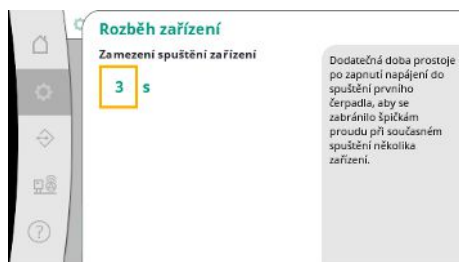 Rozběh zařízení
Zamezení spuštění zařízení
3 s
Dodatečná doba prostoje
po zapnutí napájení do
spuštění prvního
čerpadla, aby se
zabránilo špičkám
proudu při současném
spuštění několika
zařízení.
?